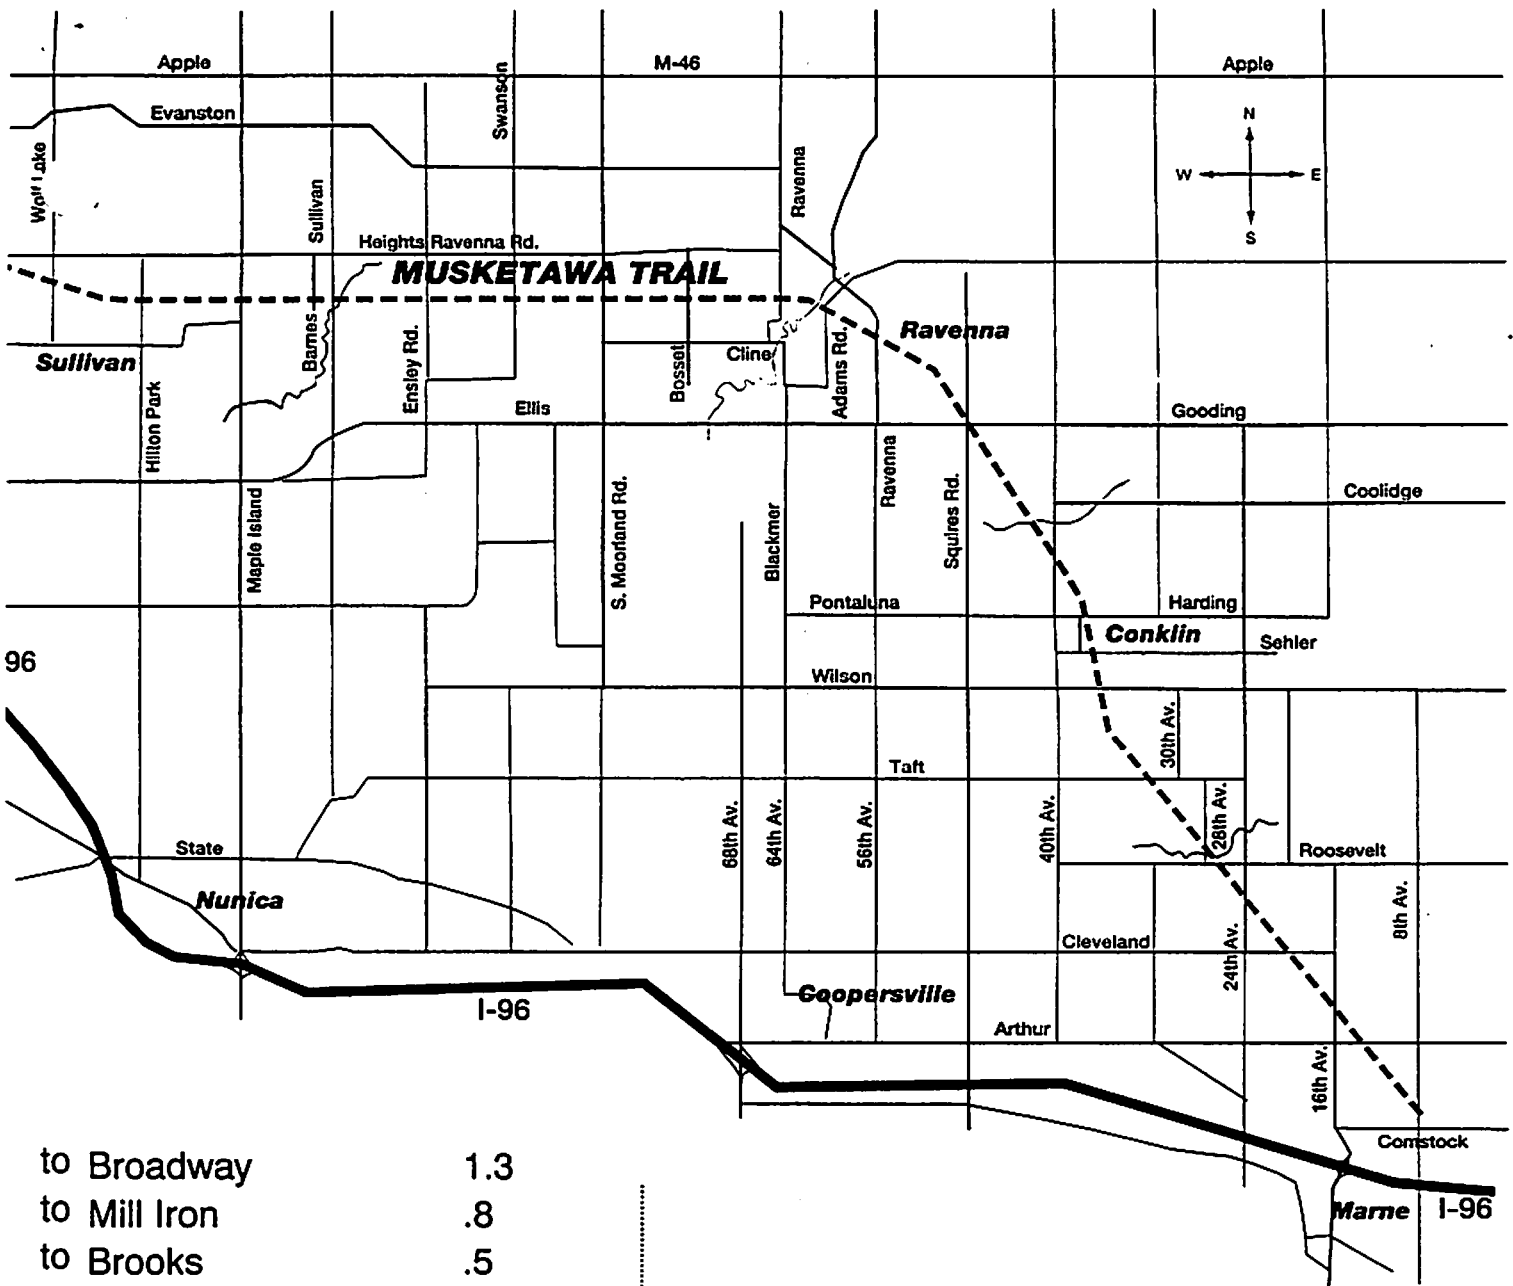 Apple
M-46
Apple
Evanston
Swanson
N
W
E
S
Wolf Lake
Sullivan
Ravenna
Heights Ravenna Rd.
MUSKETAWA TRAIL
Ravenna
Sullivan
Barnes
Ensley Rd.
Bosset
Cline
Adams Rd.
Hilton Park
Ellis
Gooding
Maple Island
S. Moorland Rd.
Blackmer
Ravenna
Squires Rd.
Coolidge
Pontaluna
Harding
Conklin
Sehler
96
Wilson
30th Av.
Taft
68th Av.
64th Av.
56th Av.
40th Av.
28th Av.
State
Roosevelt
Nunica
8th Av.
Cleveland
24th Av.
I-96
Coopersville
Arthur
16th Av.
Comstock
Marne
I-96
to Broadway 1.3
to Mill Iron .8
to Brooks .5